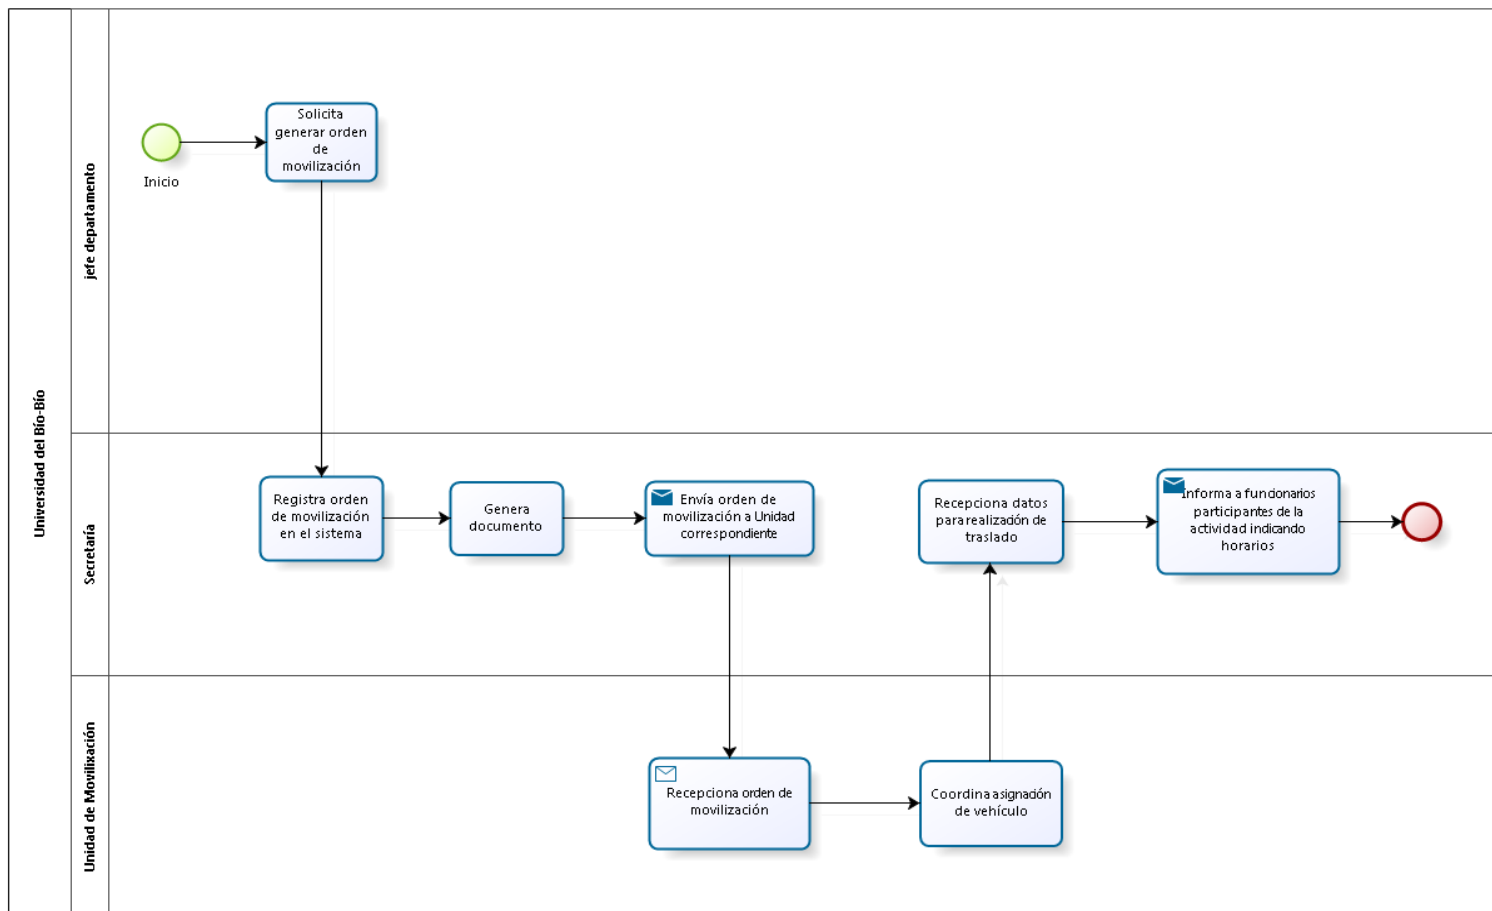 Universidad del Bío-Bío
jefe departamento
Solicita
generar orden
de
movilización
Inicio
Secretaría
Registra orden
de movilización
en el sistema
Genera
documento
Envía orden de
movilización a Unidad
correspondiente
Recepciona datos
para realización de
traslado
Informa a funcionarios
participantes de la
actividad indicando
horarios
Unidad de Movilixación
Recepciona orden de
movilización
Coordina asignación
de vehículo